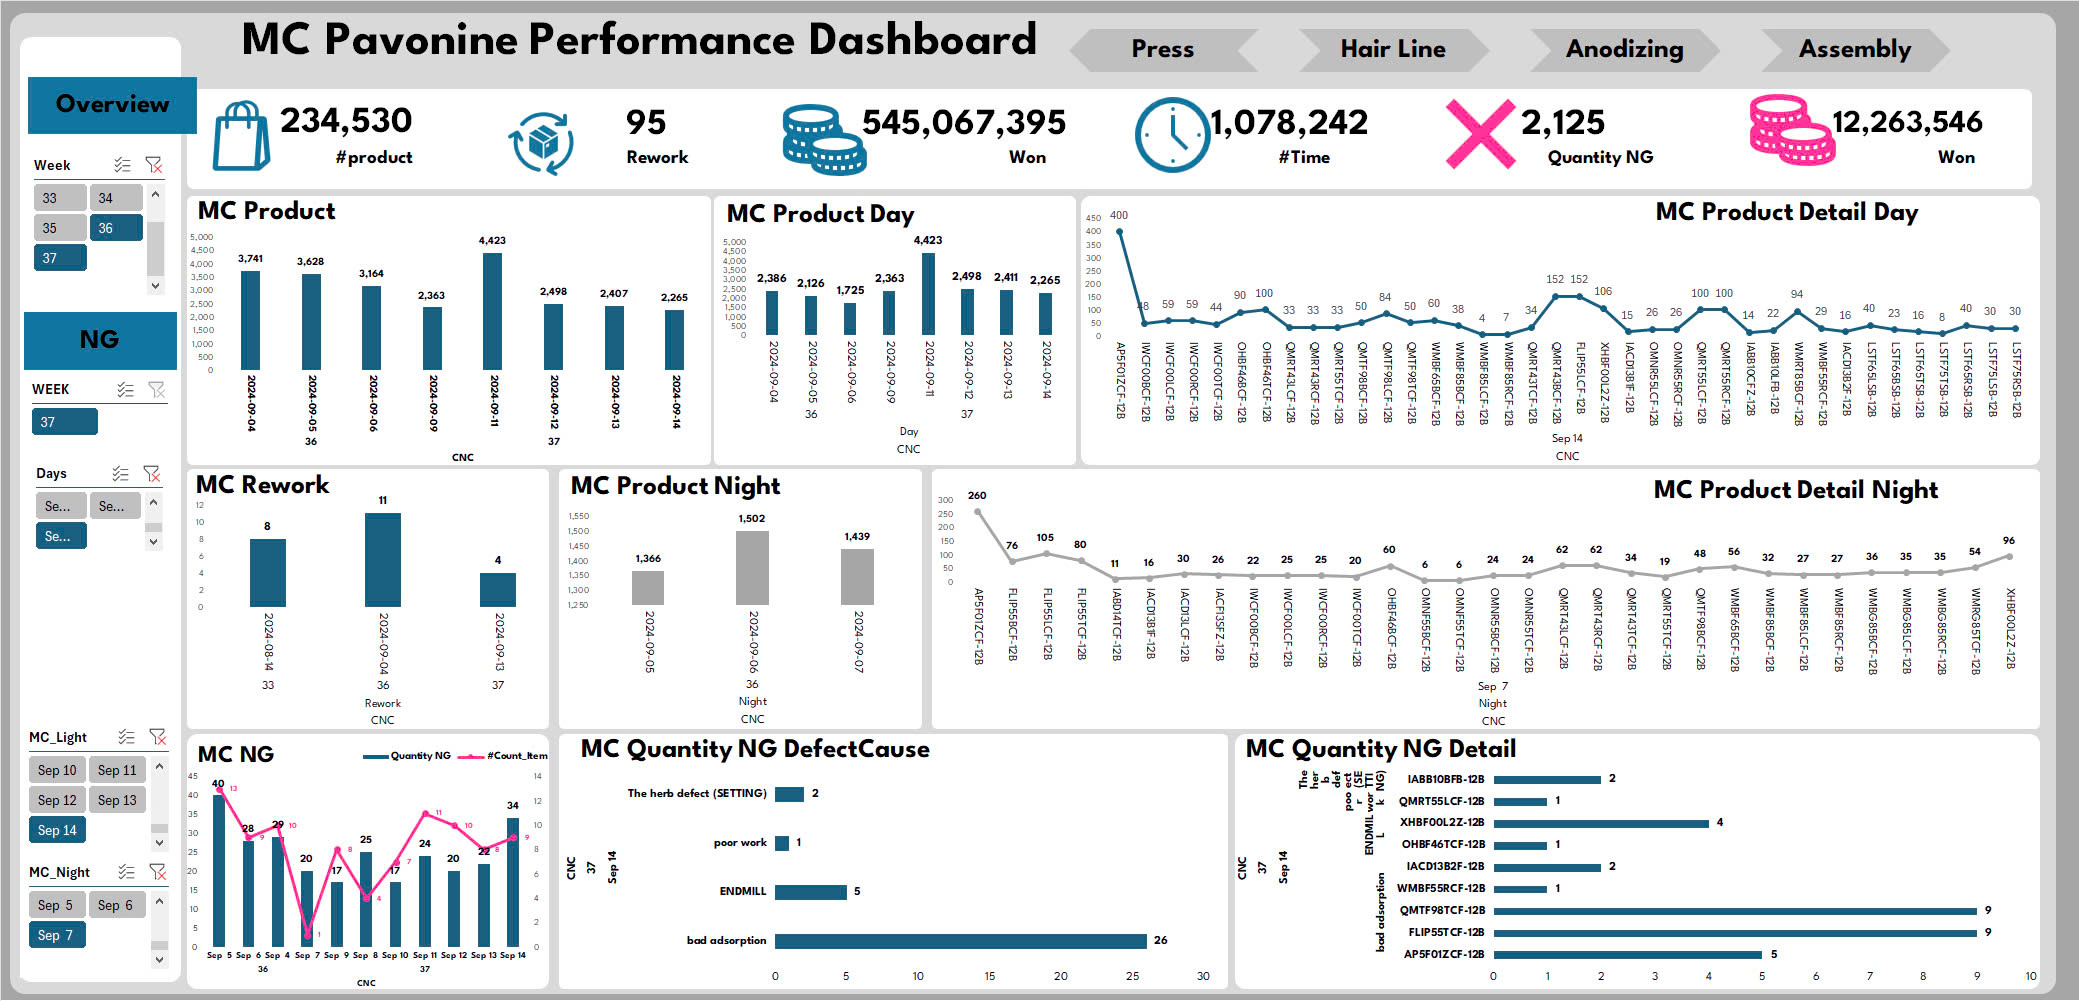 MC Pavonine Performance Dashboard
Press
Hair Line
Anodizing
Assembly
Overview
234,530
#product
95
Rework
545,067,395
Won
1,078,242
#Time
2,125
Quantity NG
12,263,546
Won
Week
33 34
35 36
37
NG
WEEK
37
Days
Se... Se...
Se...
MC_Light
Sep 10 Sep 11
Sep 12 Sep 13
Sep 14
MC_Night
Sep 5 Sep 6
Sep 7
MC Product
5,000
4,500
4,000
3,500
3,000
2,500
2,000
1,500
1,000
500
0
3,741 3,628 3,164 2,363 4,423 2,498 2,407 2,265
2024-09-04 2024-09-05 2024-09-06 2024-09-09 2024-09-11 2024-09-12 2024-09-13 2024-09-14
36 37
CNC
MC Product Day
5,000
4,500
4,000
3,500
3,000
2,500
2,000
1,500
1,000
500
0
2,386 2,126 1,725 2,363 4,423 2,498 2,411 2,265
2024-09-04 2024-09-05 2024-09-06 2024-09-09 2024-09-11 2024-09-12 2024-09-13 2024-09-14
36 37
Day
CNC
MC Product Detail Day
450
400
350
300
250
200
150
100
50
0
400 48 59 59 44 90 100 33 33 33 50 84 50 60 38 4 7 34 152 152 106 15 26 26 100 100 14 22 94 29 16 40 23 16 8 40 30 30
AP5F01ZCF-12B IWCF00BCF-12B IWCF00LCF-12B IWCF00RCF-12B IWCF00TCF-12B OHBF46BCF-12B OHBF46TCF-12B QMRT43LCF-12B QMRT43RCF-12B QMRT55TCF-12B QMTF98BCF-12B QMTF98LCF-12B QMTF98TCF-12B WMBF65BCF-12B WMBF85BCF-12B WMBF85LCF-12B WMBF85RCF-12B QMRT43TCF-12B QMRT43BCF-12B FLIP55LCF-12B XHBF00L2Z-12B IACD13B1F-12B OMNR55LCF-12B OMNR55RCF-12B QMRT55LCF-12B QMRT55RCF-12B IABB10CFZ-12B IABB10LFB-12B WMRT85BCF-12B WMBF55RCF-12B IACD13B2F-12B LSTF65LSB-12B LSTF65BSB-12B LSTF65TSB-12B LSTF75TSB-12B LSTF65RSB-12B LSTF75LSB-12B LSTF75RSB-12B
Sep 14
CNC
MC Rework
12
10
8
6
4
2
0
8 11 4
2024-08-14 2024-09-04 2024-09-13
33 36 37
Rework
CNC
MC Product Night
1,550
1,500
1,450
1,400
1,350
1,300
1,250
1,366 1,502 1,439
2024-09-05 2024-09-06 2024-09-07
36
Night
CNC
MC Product Detail Night
300
250
200
150
100
50
0
260 76 105 80 11 16 30 26 22 25 25 20 60 6 6 24 24 62 62 34 19 48 56 32 27 27 36 35 35 54 96
AP5F01ZCF-12B FLIP55BCF-12B FLIP55LCF-12B FLIP55TCF-12B IABD14TCF-12B IACD13B1F-12B IACD13LCF-12B IACF13SFZ-12B IWCF00BCF-12B IWCF00LCF-12B IWCF00RCF-12B IWCF00TCF-12B OHBF46BCF-12B OMNF55BCF-12B OMNF55TCF-12B OMNR55BCF-12B OMNR55TCF-12B QMRT43LCF-12B QMRT43RCF-12B QMRT43TCF-12B QMRT55TCF-12B QMTF98BCF-12B WMBF65BCF-12B WMBF85BCF-12B WMBF85LCF-12B WMBF85RCF-12B WMBG85BCF-12B WMBG85LCF-12B WMBG85RCF-12B WMRG85TCF-12B XHBF00L2Z-12B
Sep 7
Night
CNC
MC NG
Quantity NG #Count_Item
45
40
35
30
25
20
15
10
5
0
40 28 29 20 17 25 17 24 20 22 34
13 9 10 1 8 4 7 11 10 8 9
14
12
10
8
6
4
2
0
Sep 5 Sep 6 Sep 4 Sep 7 Sep 9 Sep 8 Sep 10 Sep 11 Sep 12 Sep 13 Sep 14
36 37
CNC
MC Quantity NG DefectCause
The herb defect (SETTING) 2
poor work 1
ENDMILL 5
bad adsorption 26
CNC
37
Sep 14
0 5 10 15 20 25 30
MC Quantity NG Detail
CNC
37
Sep 14
The herb defect (SETTING)
poor work
ENDMILL
bad adsorption
IABB10BFB-12B 2
QMRT55LCF-12B 1
XHBF00L2Z-12B 4
OHBF46TCF-12B 1
IACD13B2F-12B 2
WMBF55RCF-12B 1
QMTF98TCF-12B 9
FLIP55TCF-12B 9
AP5F01ZCF-12B 5
0 1 2 3 4 5 6 7 8 9 10